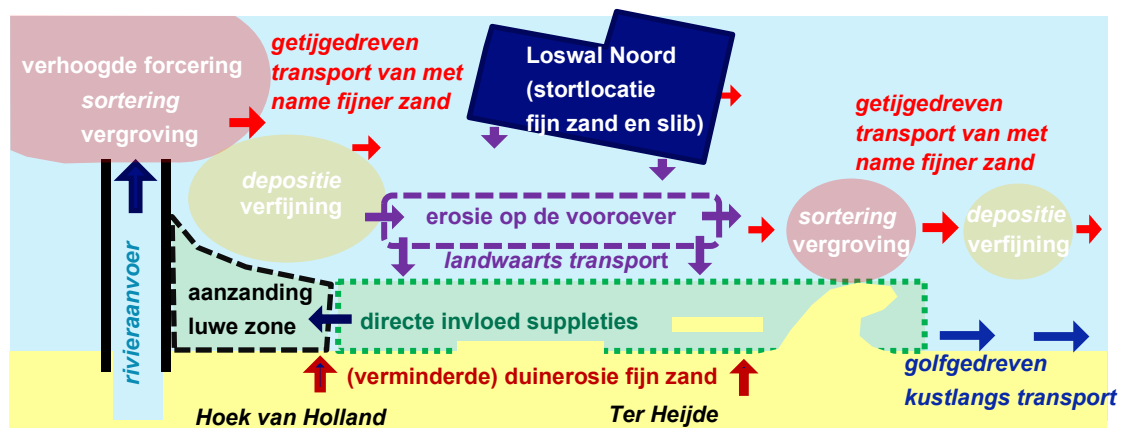 verhoogde forcering
sortering
vergroving
getijgedreven
transport van met
name fijner zand
Loswal Noord
(stortlocatie
fijn zand en slib)
getijgedreven
transport van met
name fijner zand
depositie
verfijning
erosie op de vooroever
landwaarts transport
sortering
vergroving
depositie
verfijning
rivieraanvoer
aanzanding
luwe zone
directe invloed suppleties
(verminderde) duinerosie fijn zand
golfgedreven
kustlangs transport
Hoek van Holland
Ter Heijde